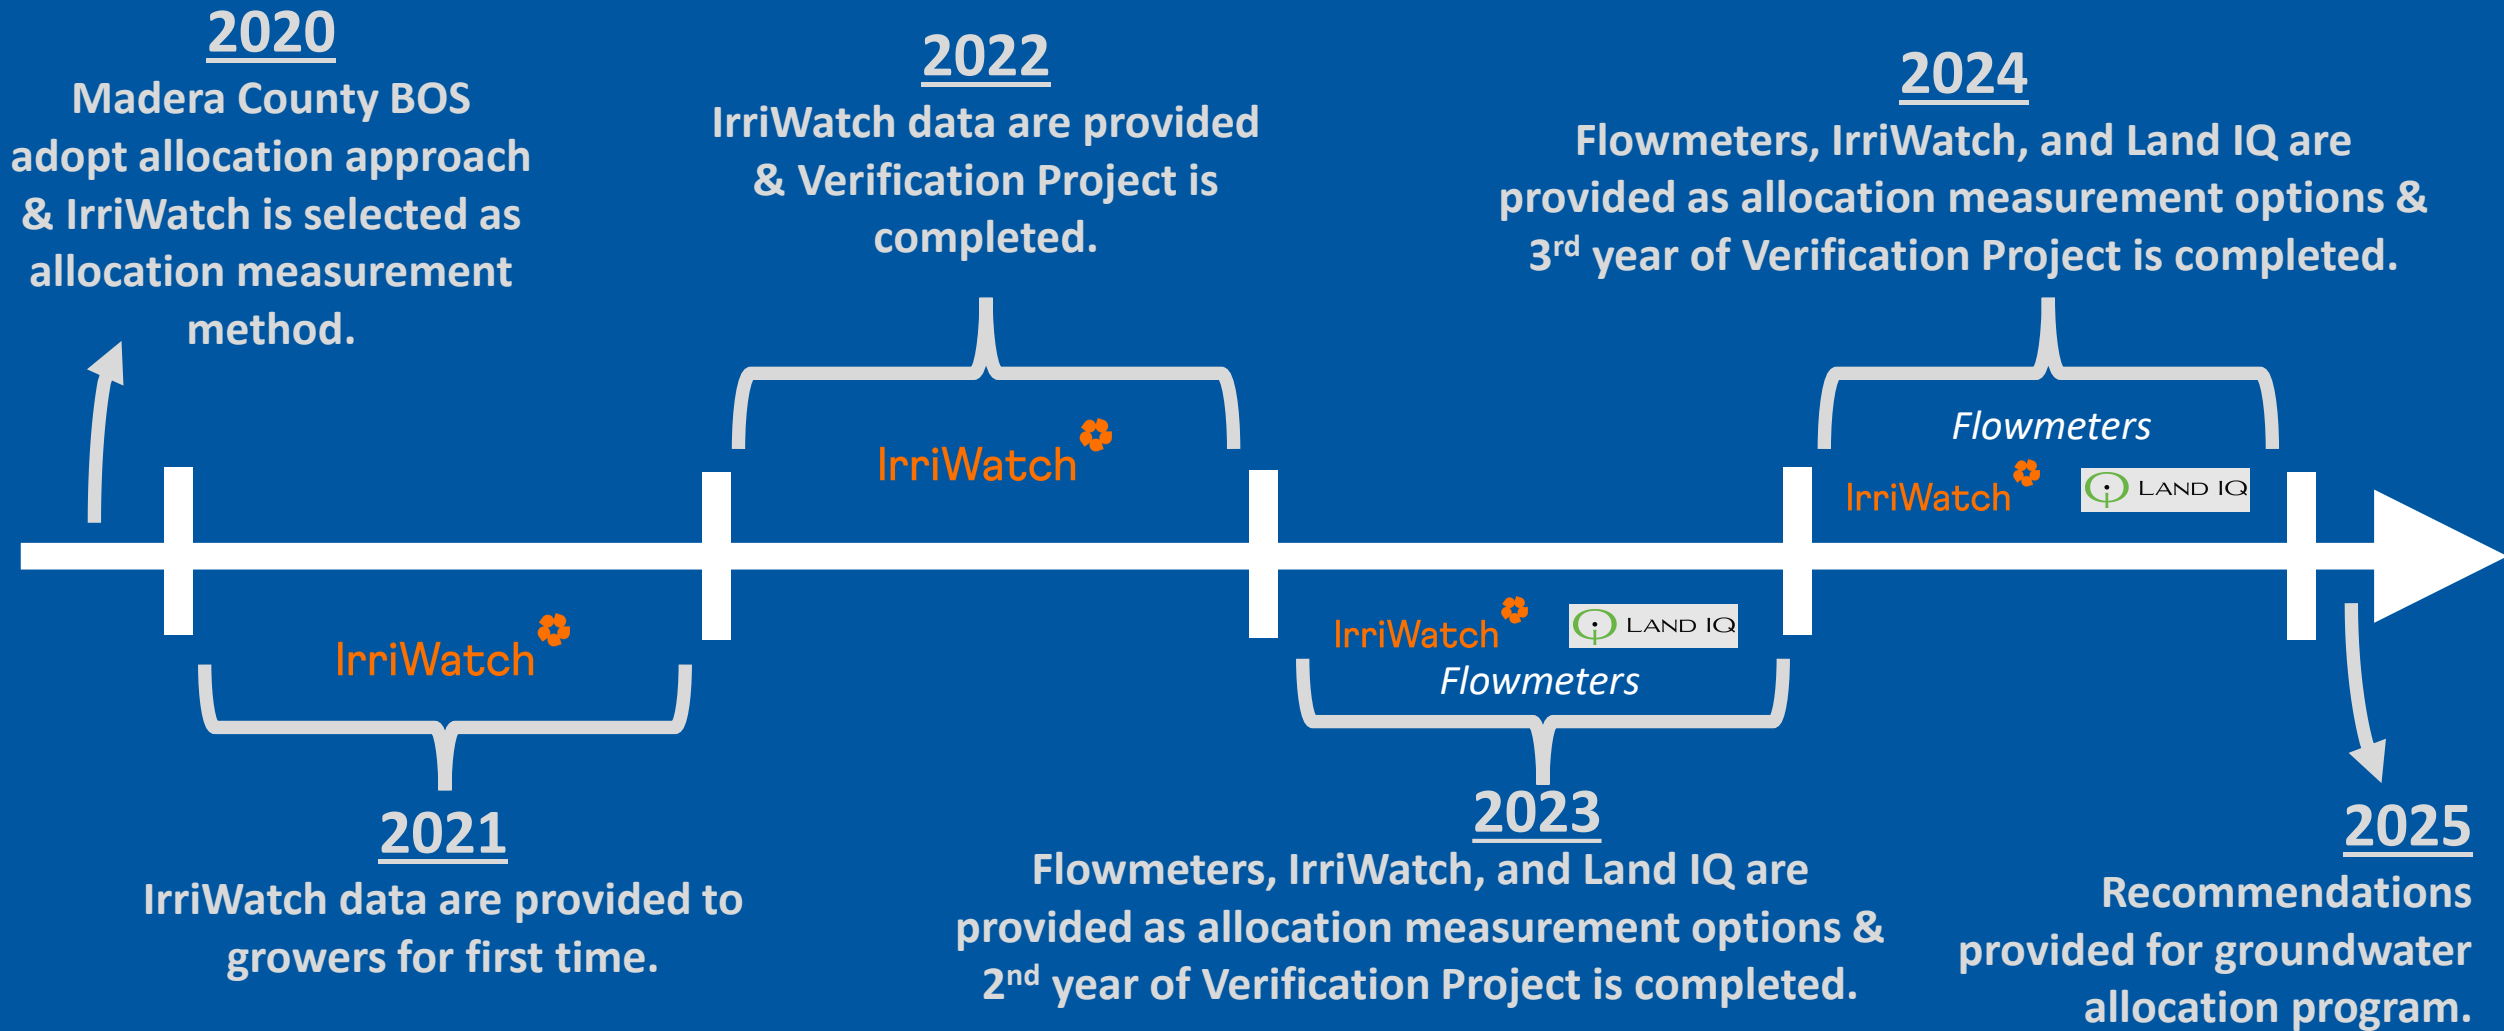 2020
Madera County BOS
adopt allocation approach
& IrriWatch is selected as
allocation measurement
method.
2022
IrriWatch data are provided
& Verification Project is
completed.
2024
Flowmeters, IrriWatch, and Land IQ are
provided as allocation measurement options &
3rd year of Verification Project is completed.
IrriWatch
Flowmeters
IrriWatch
LAND IQ
IrriWatch
IrriWatch
LAND IQ
Flowmeters
2021
IrriWatch data are provided to
growers for first time.
2023
Flowmeters, IrriWatch, and Land IQ are
provided as allocation measurement options &
2nd year of Verification Project is completed.
2025
Recommendations
provided for groundwater
allocation program.